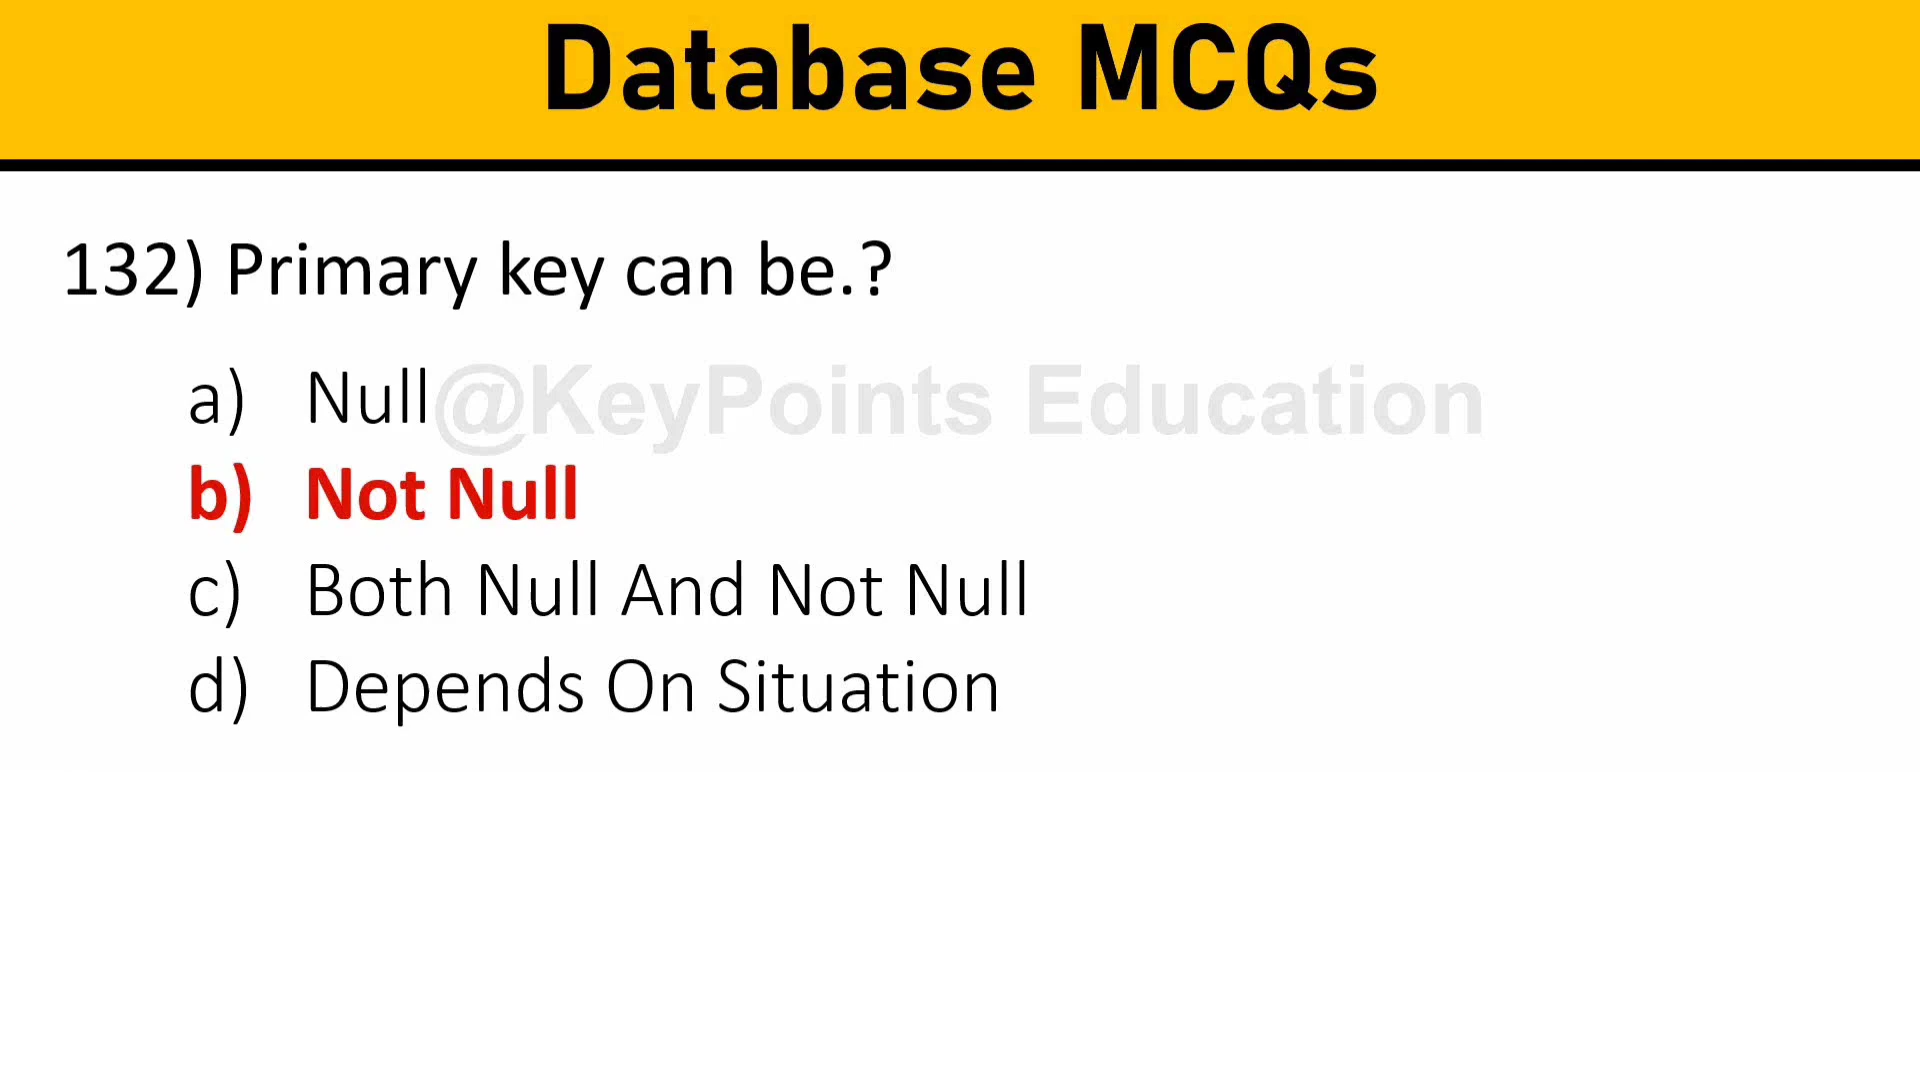 Database MCQs
132) Primary key can be.?
@KeyPoints Education
a) Null
b) Not Null
c) Both Null And Not Null
d) Depends On Situation